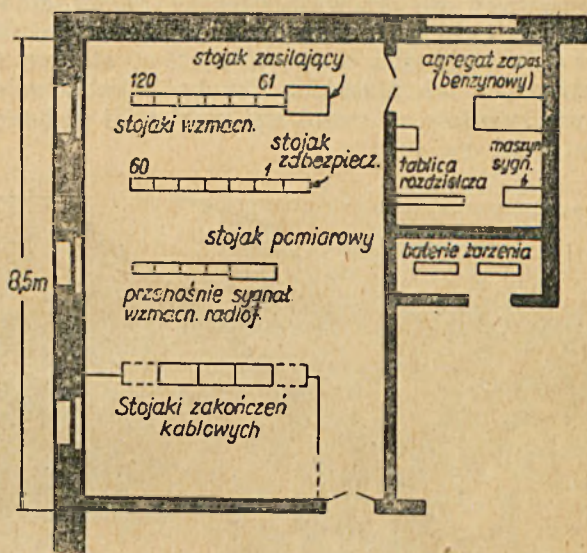 stojak zasilający
120 61
stojaki wzmacn.
stojak
zabezpiecz.
60 1
stojak pomiarowy
przenośnie sygnał.
wzmacn. radiof.
Stojaki zakończeń
kablowych
8,5m
agregat zapas.
(benzynowy)
maszyn
sygn.
tablica
rozdzielcza
baterie żarzenia